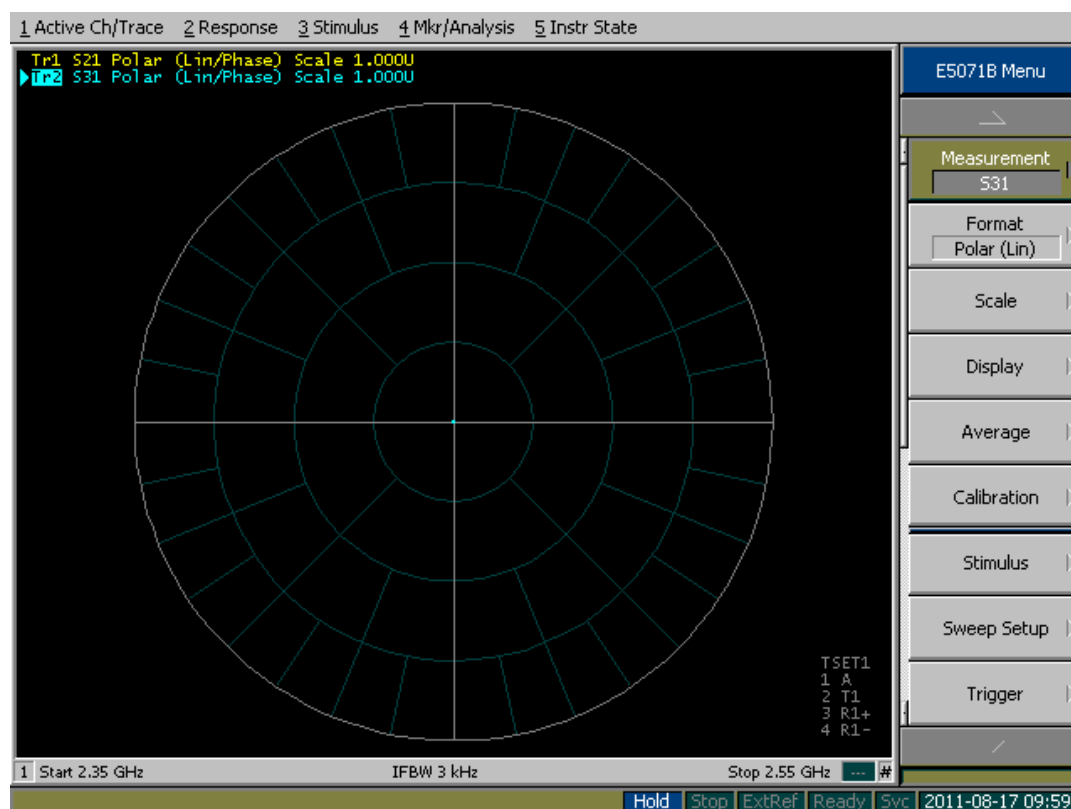 1 Active Ch/Trace 2 Response 3 Stimulus 4 Mkr/Analysis 5 Instr State
Tr1 S21 Polar (Lin/Phase) Scale 1.000U
Tr2 S31 Polar (Lin/Phase) Scale 1.000U
E5071B Menu
Measurement
S31
Format
Polar (Lin)
Scale
Display
Average
Calibration
Stimulus
Sweep Setup
Trigger
TSET1
1 A
2 T1
3 R1+
4 R1-
1 Start 2.35 GHz IFBW 3 kHz Stop 2.55 GHz --- #
Hold Stop ExtRef Ready Svc 2011-08-17 09:59